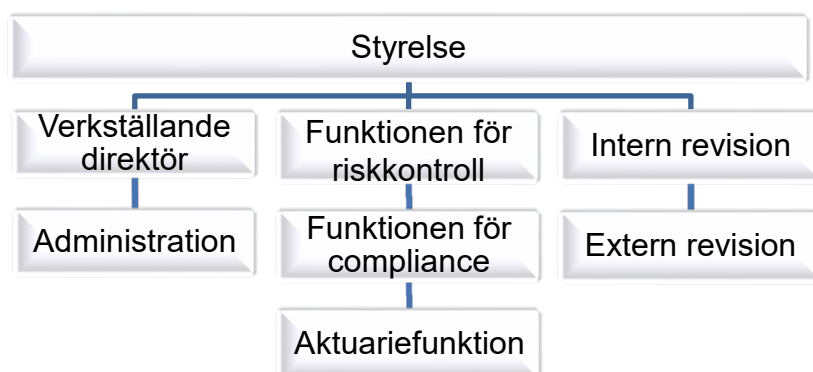 Styrelse
Verkställande
direktör
Funktionen för
riskkontroll
Intern revision
Administration
Funktionen för
compliance
Extern revision
Aktuariefunktion